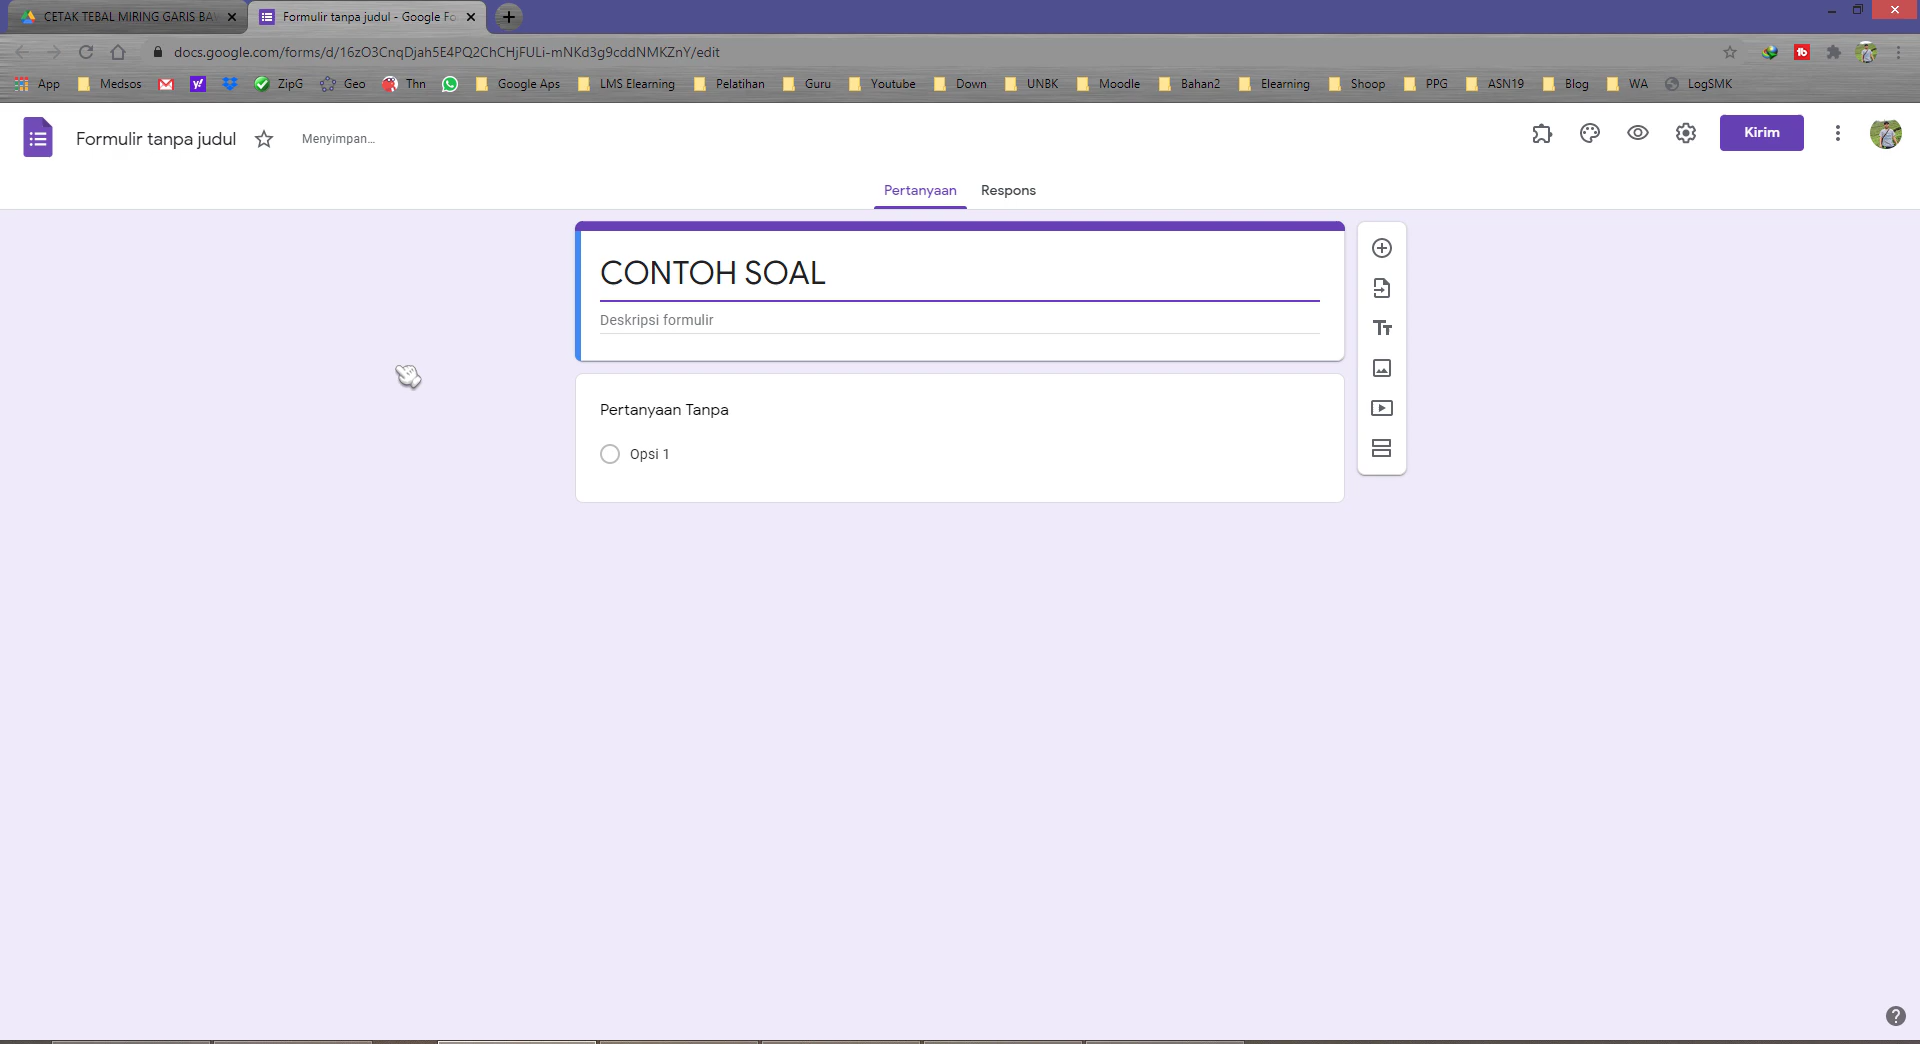 CETAK TEBAL MIRING GARIS BA
Formulir tanpa judul - Google Fo
docs.google.com/forms/d/16zO3CnqDjah5E4PQ2ChCHjFULi-mNKd3g9cddNMKZnY/edit
App Medsos ZipG Geo Thn Google Aps LMS Elearning Pelatihan Guru Youtube Down UNBK Moodle Bahan2 Elearning Shoop PPG ASN19 Blog WA LogSMK
Formulir tanpa judul
Menyimpan...
Kirim
Pertanyaan Respons
CONTOH SOAL
Deskripsi formulir
Pertanyaan Tanpa
Opsi 1